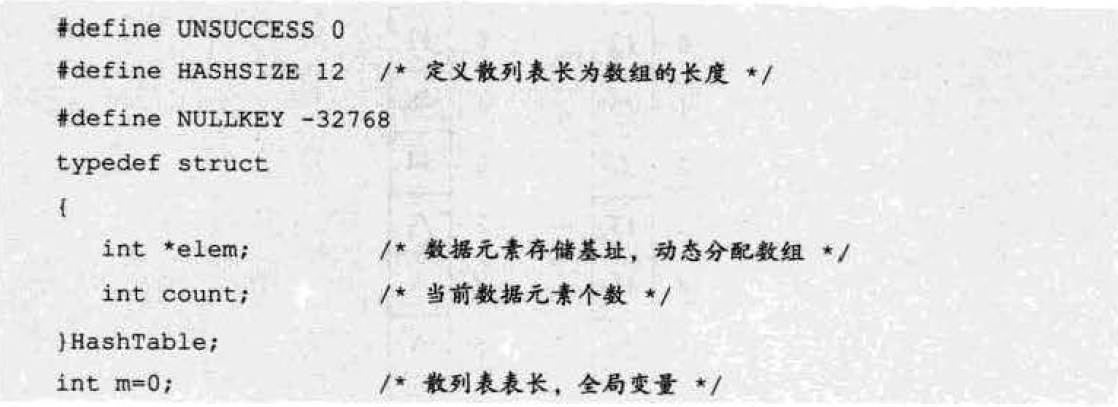 #define UNSUCCESS 0
#define HASHSIZE 12 /* 定义散列表长为数组的长度 */
#define NULLKEY -32768
typedef struct
{
int *elem; /* 数据元素存储基址，动态分配数组 */
int count; /* 当前数据元素个数 */
}HashTable;
int m=0; /* 散列表表长，全局变量 */